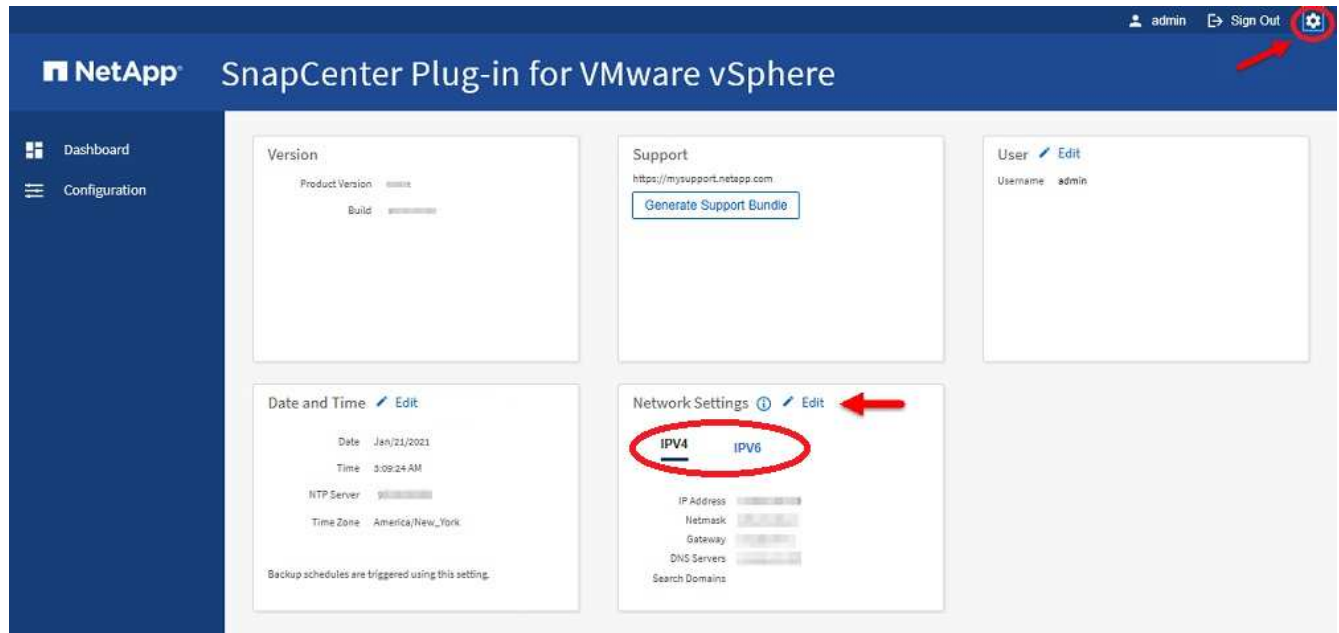 admin Sign Out
NetApp SnapCenter Plug-in for VMware vSphere
Dashboard
Configuration
Version
Product Version
Build
Support
https://mysupport.netapp.com
Generate Support Bundle
User Edit
Username admin
Date and Time Edit
Date Jan/21/2021
Time 3:09:24 AM
NTP Server
Time Zone America/New_York
Backup schedules are triggered using this setting.
Network Settings Edit
IPV4 IPV6
IP Address
Netmask
Gateway
DNS Servers
Search Domains